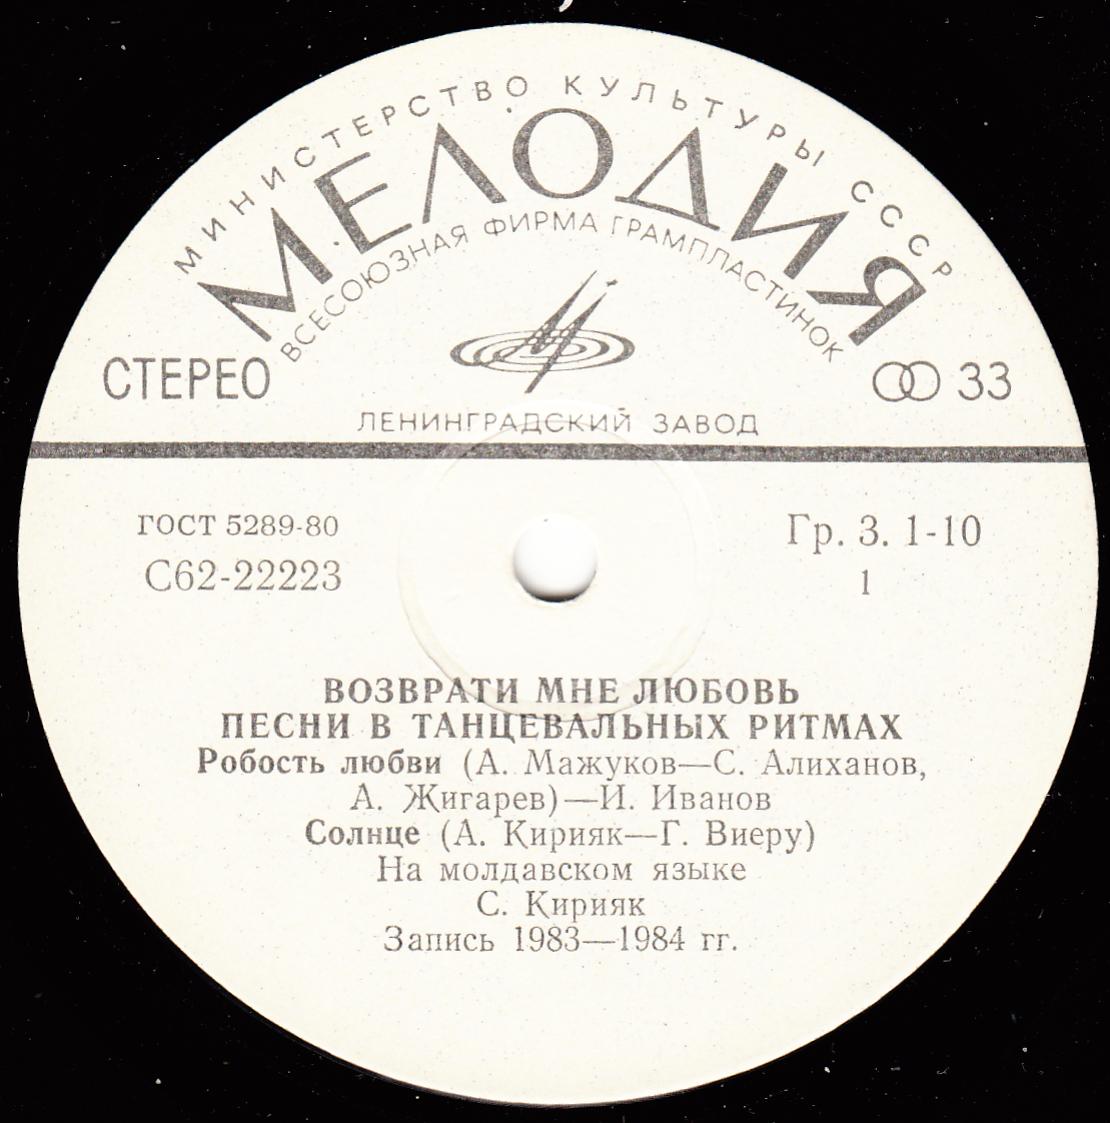 МИНИСТЕРСТВО КУЛЬТУРЫ СССР
МЕЛОДИЯ
ВСЕСОЮЗНАЯ ФИРМА ГРАМПЛАСТИНОК
СТЕРЕО
33
ЛЕНИНГРАДСКИЙ ЗАВОД
ГОСТ 5289-80
Гр. 3. 1-10
С62-22223
1
ВОЗВРАТИ МНЕ ЛЮБОВЬ
ПЕСНИ В ТАНЦЕВАЛЬНЫХ РИТМАХ
Робость любви (А. Мажуков—С. Алиханов,
А. Жигарев)—И. Иванов
Солнце (А. Кирияк—Г. Виеру)
На молдавском языке
С. Кирияк
Запись 1983—1984 гг.